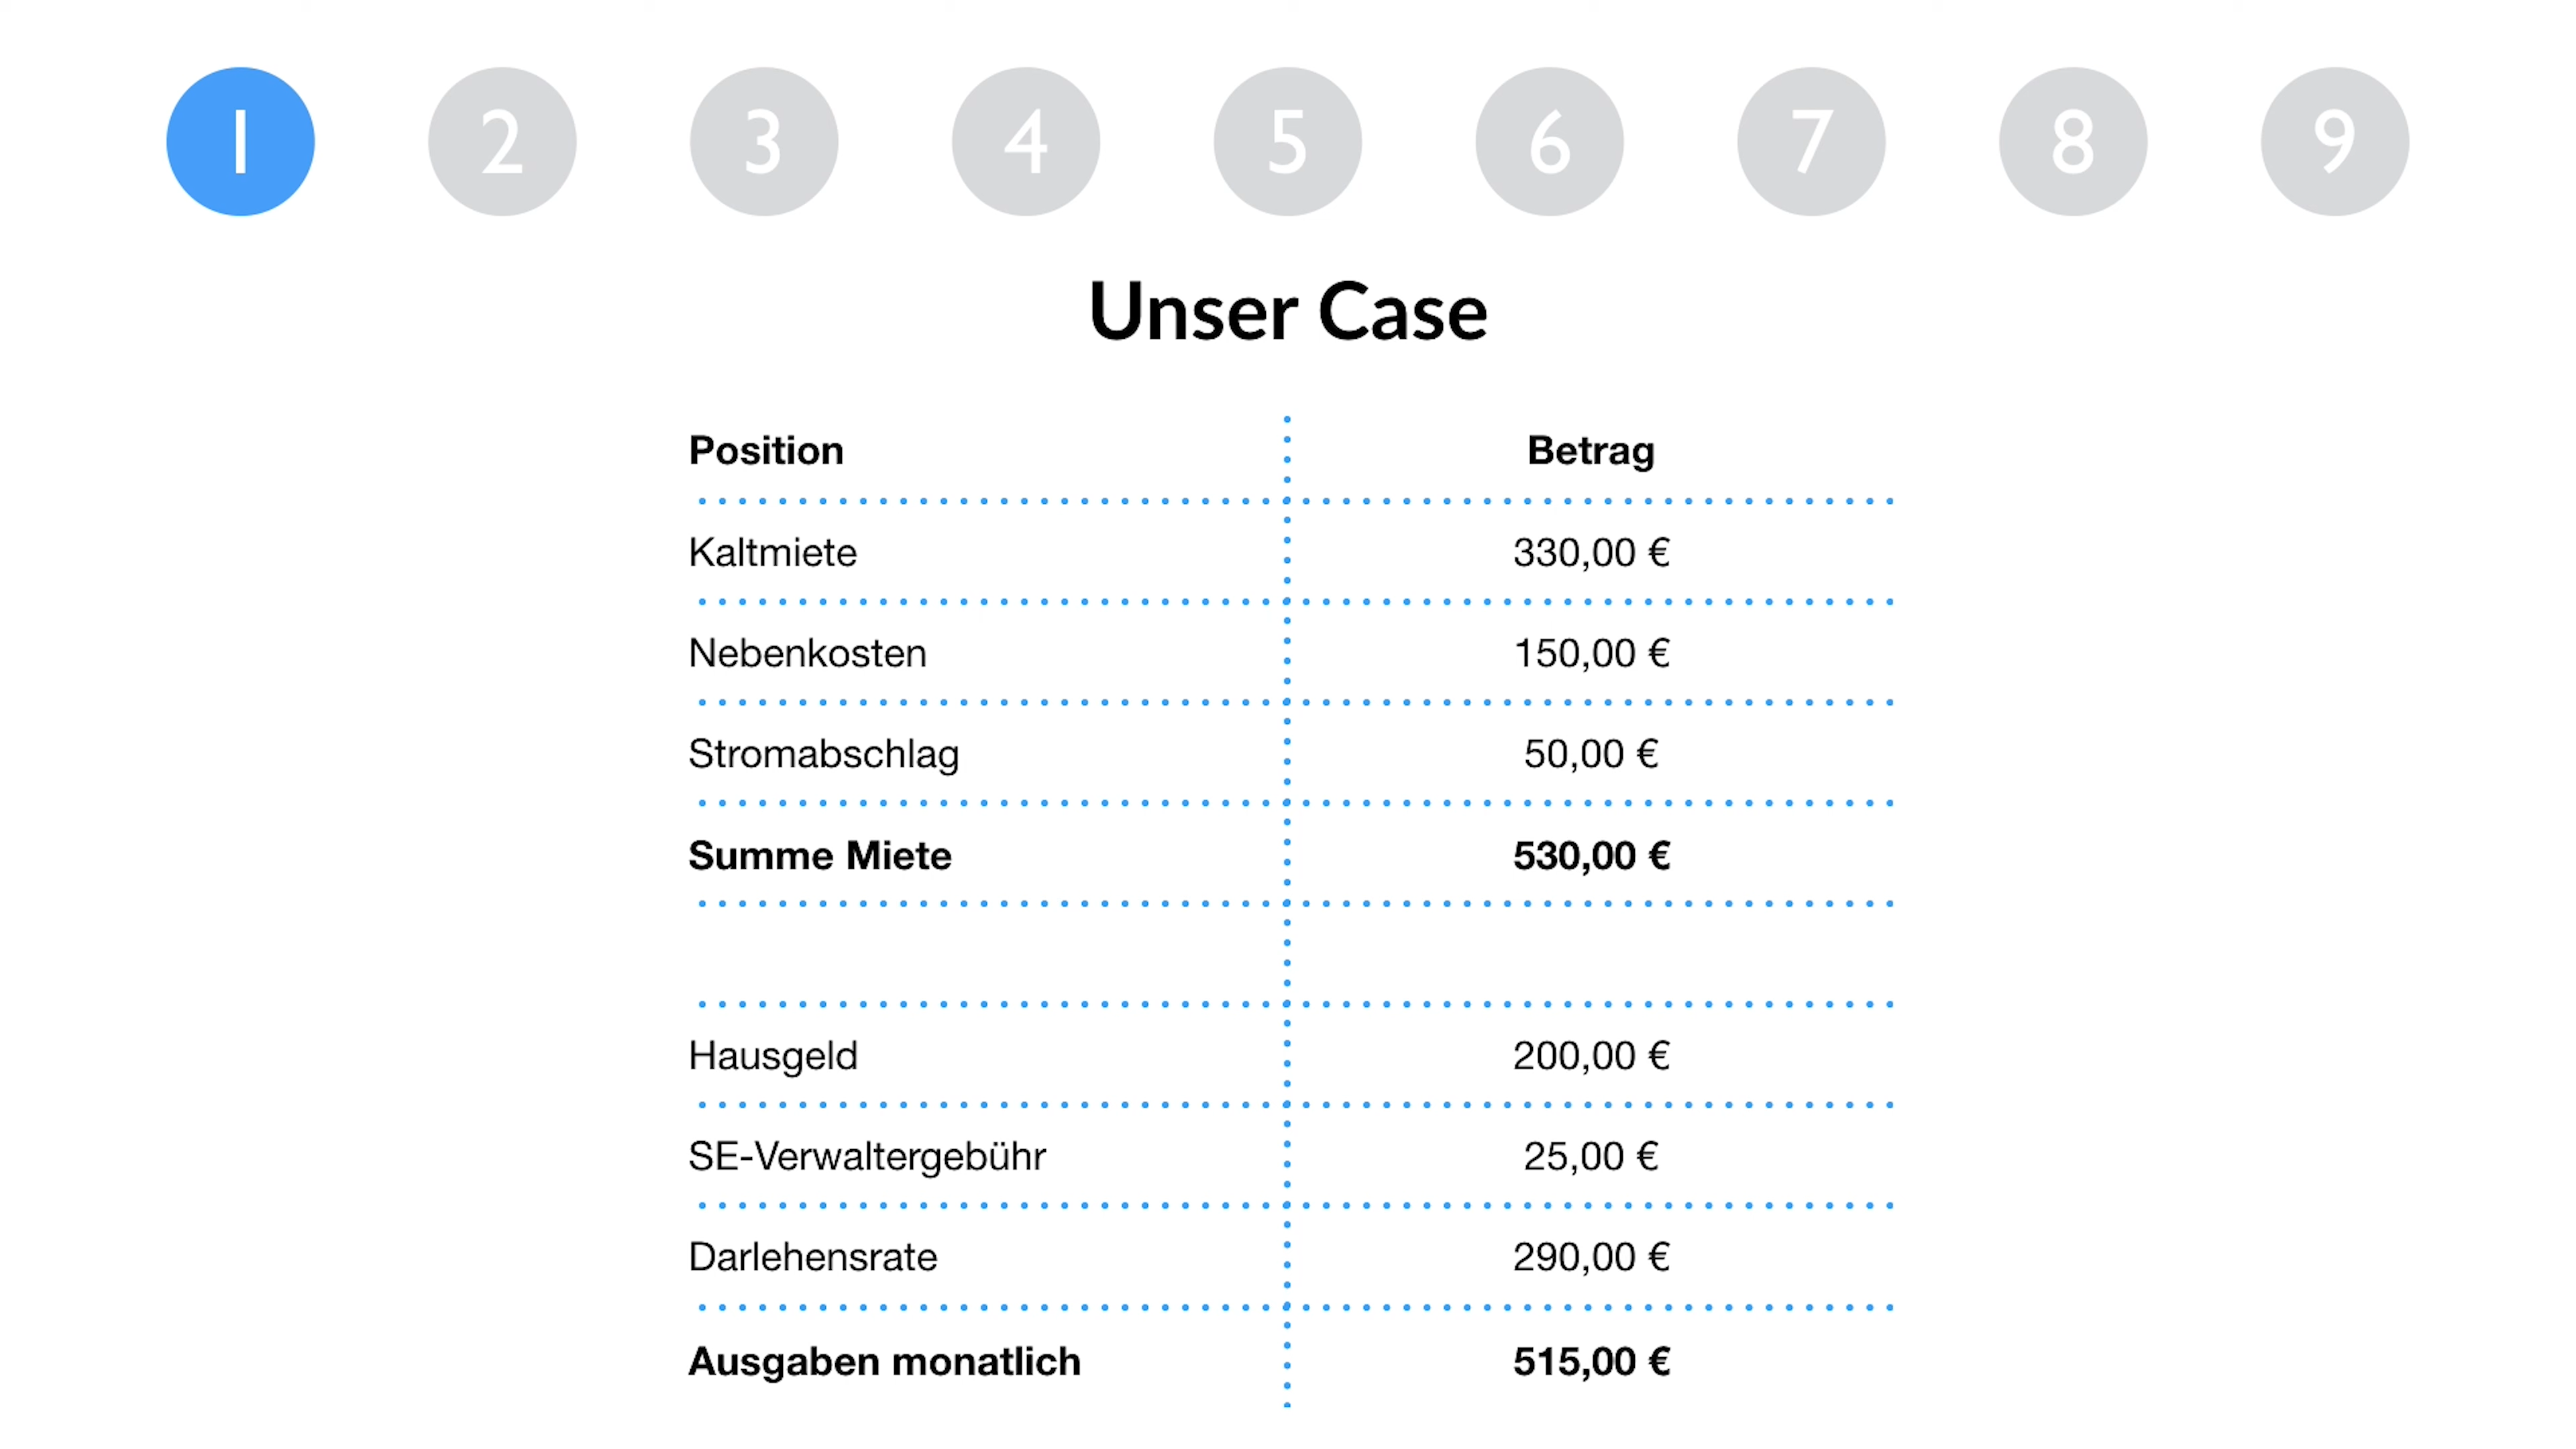 1 2 3 4 5 6 7 8 9
Unser Case
Position Betrag
Kaltmiete 330,00 €
Nebenkosten 150,00 €
Stromabschlag 50,00 €
Summe Miete 530,00 €
Hausgeld 200,00 €
SE-Verwaltergebühr 25,00 €
Darlehensrate 290,00 €
Ausgaben monatlich 515,00 €